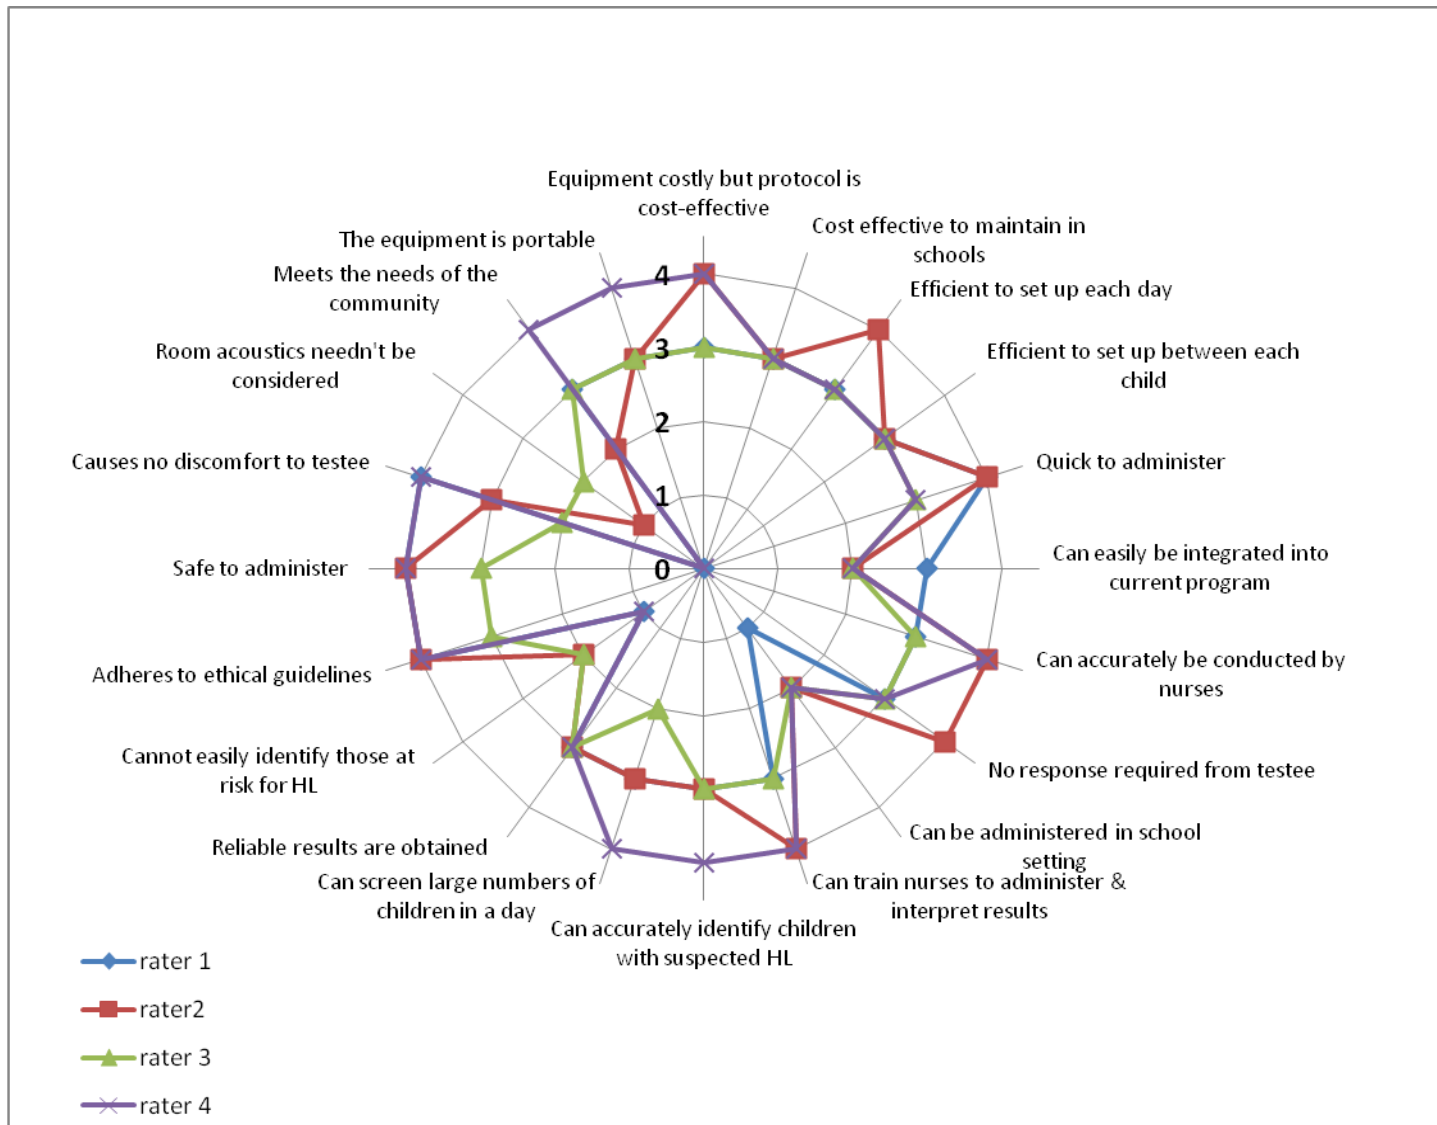 Equipment costly but protocol is
cost-effective
Cost effective to maintain in
schools
Efficient to set up each day
Efficient to set up between each
child
Quick to administer
Can easily be integrated into
current program
Can accurately be conducted by
nurses
No response required from testee
Can be administered in school
setting
Can train nurses to administer &
interpret results
Can accurately identify children
with suspected HL
Can screen large numbers of
children in a day
Reliable results are obtained
Cannot easily identify those at
risk for HL
Adheres to ethical guidelines
Safe to administer
Causes no discomfort to testee
Room acoustics needn't be
considered
Meets the needs of the
community
The equipment is portable
4
3
2
1
0
rater 1
rater2
rater 3
rater 4